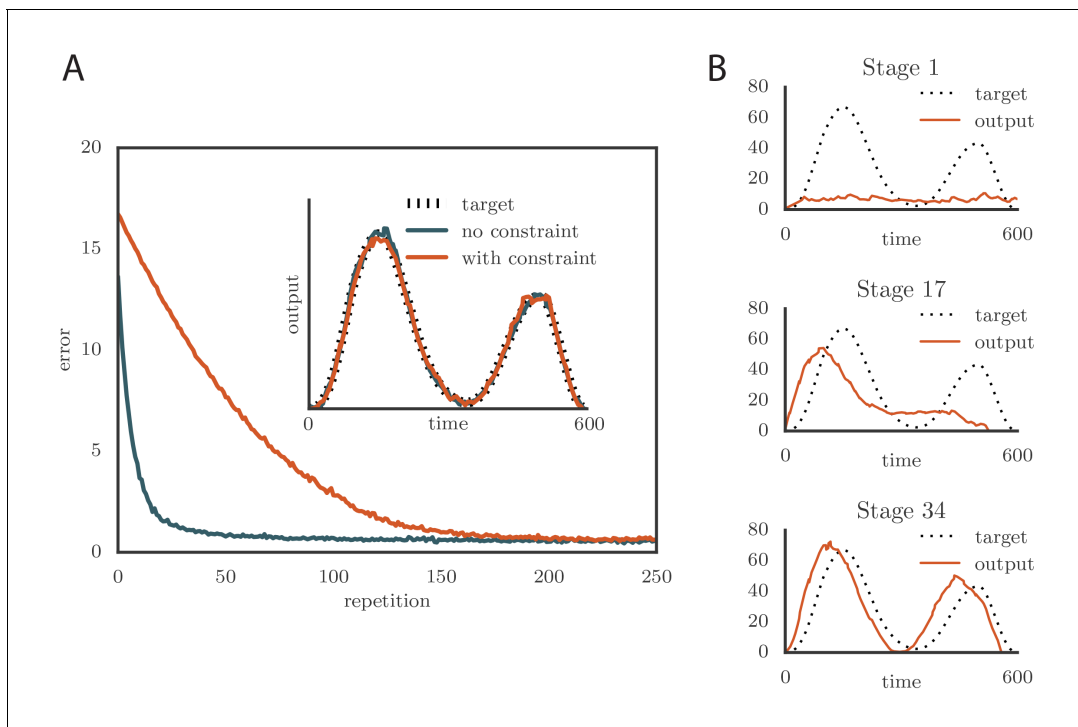 A
20
15
10
5
0
error
0 50 100 150 200 250
repetition
target
no constraint
with constraint
output
0 time 600
B
Stage 1
80
60
40
20
0
target
output
0 time 600
Stage 17
80
60
40
20
0
target
output
0 time 600
Stage 34
80
60
40
20
0
target
output
0 time 600